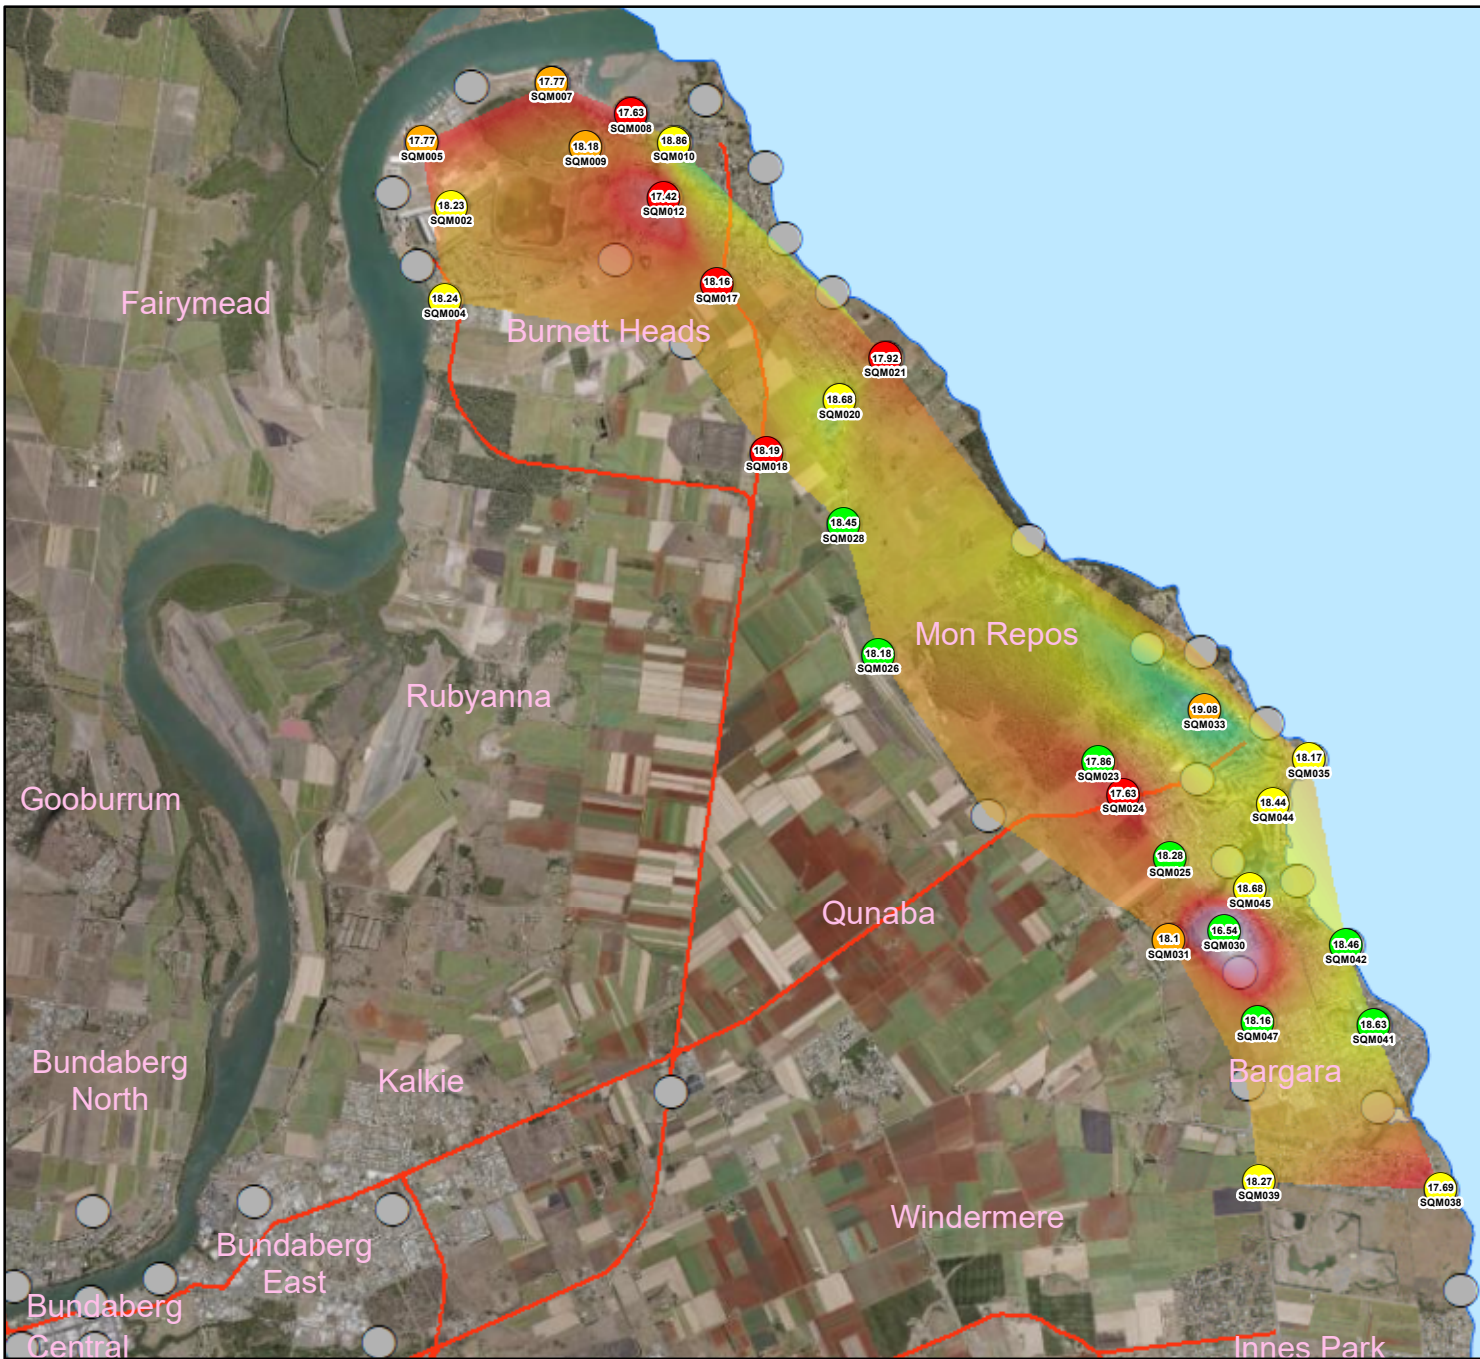 17.77
SQM007
17.63
SQM008
17.77
SQM005
18.18
SQM009
18.86
SQM010
18.23
SQM002
17.42
SQM012
18.16
SQM017
18.24
SQM004
Fairymead
Burnett Heads
17.92
SQM021
18.68
SQM020
18.19
SQM018
18.45
SQM028
Mon Repos
18.18
SQM026
Rubyanna
19.08
SQM033
17.86
SQM023
18.17
SQM035
17.63
SQM024
18.44
SQM044
Gooburrum
18.28
SQM025
18.68
SQM045
Qunaba
18.1
SQM031
16.54
SQM030
18.46
SQM042
18.16
SQM047
18.63
SQM041
Bundaberg
North
Kalkie
Bargara
18.27
SQM039
17.69
SQM038
Windermere
Bundaberg
East
Bundaberg
Central
Innes Park